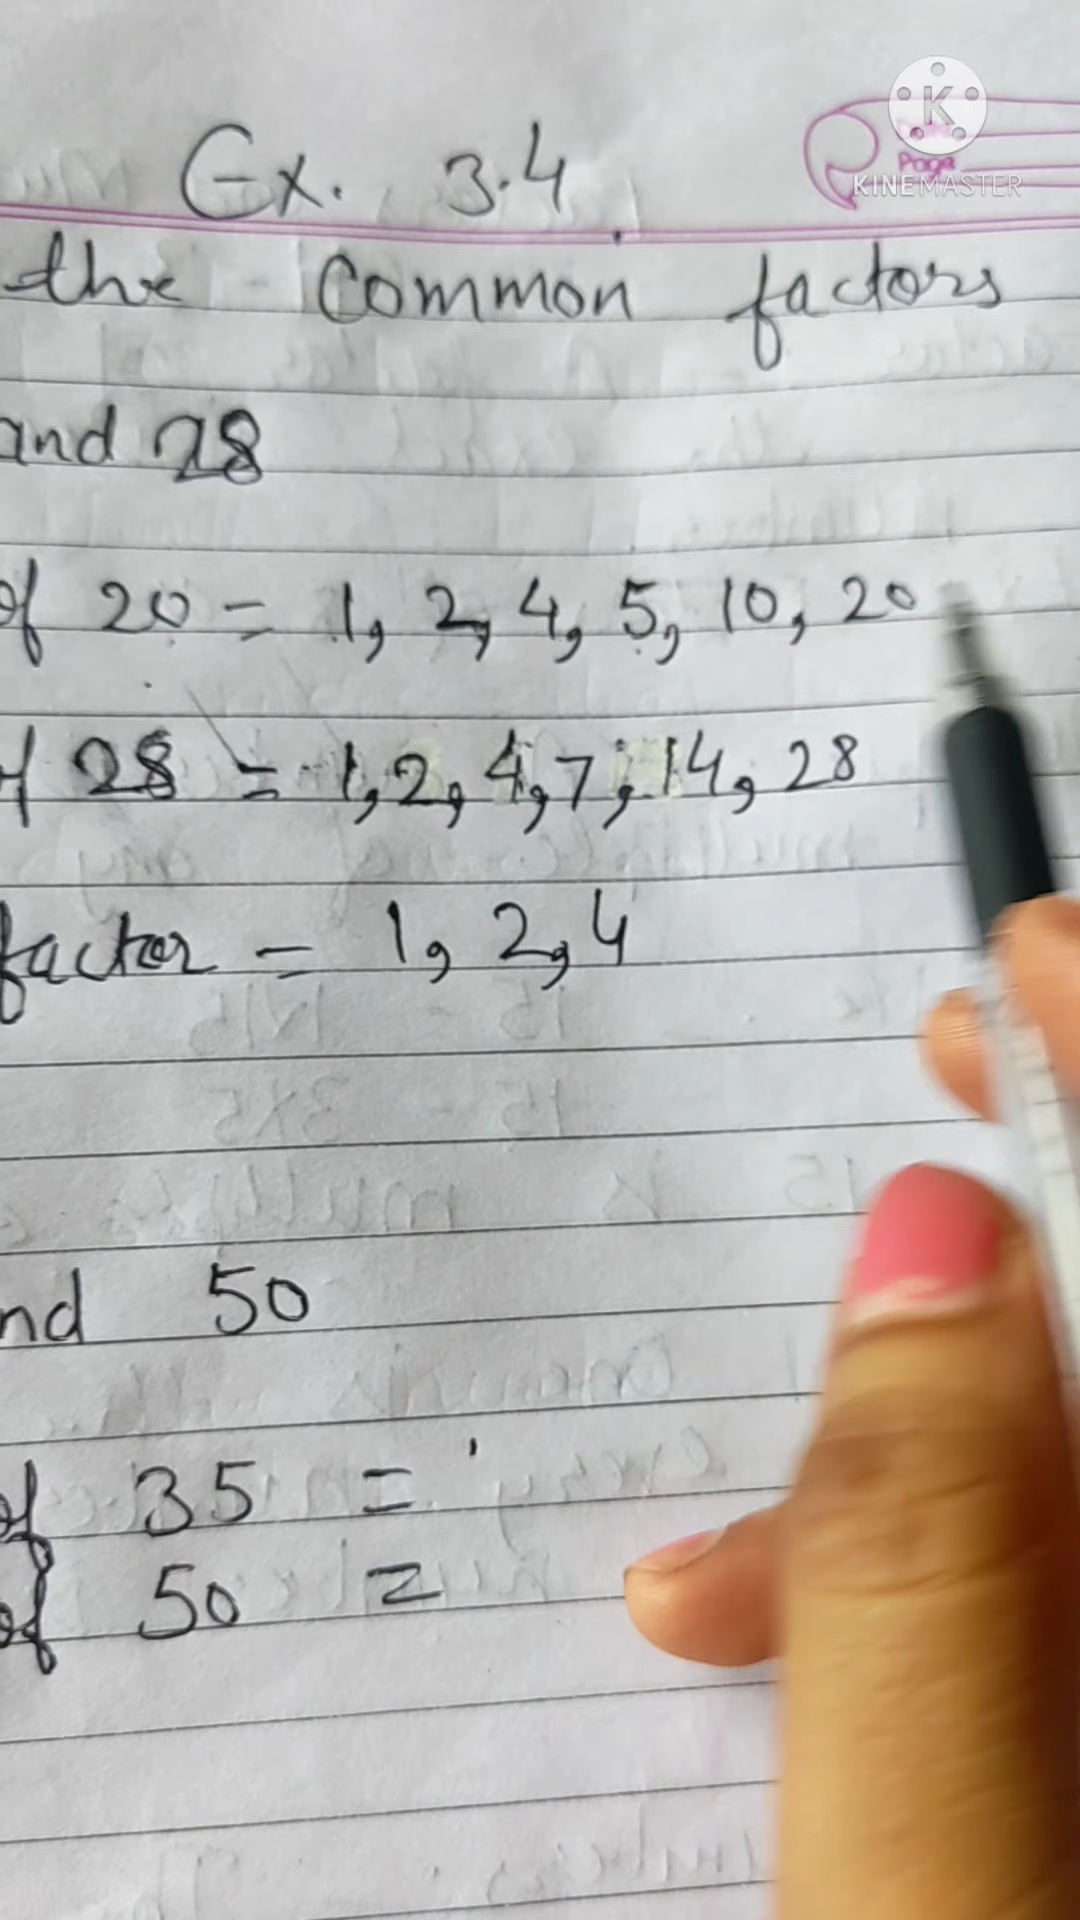 Ex. 3.4
Page
KINEMASTER
the common factors
and 28
of 20 = 1, 2, 4, 5, 10, 20
of 28 = 1, 2, 4, 7, 14, 28
factor = 1, 2, 4
nd 50
of 35 =
of 50 =